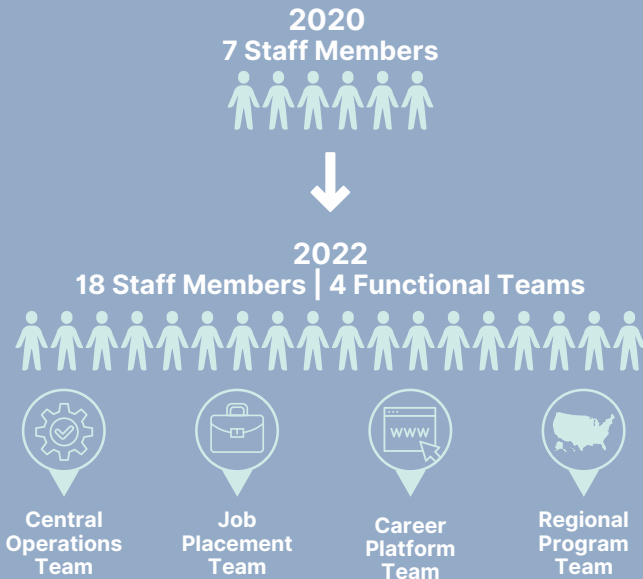 2020
7 Staff Members
2022
18 Staff Members | 4 Functional Teams
www
Central
Operations
Team
Job
Placement
Team
Career
Platform
Team
Regional
Program
Team